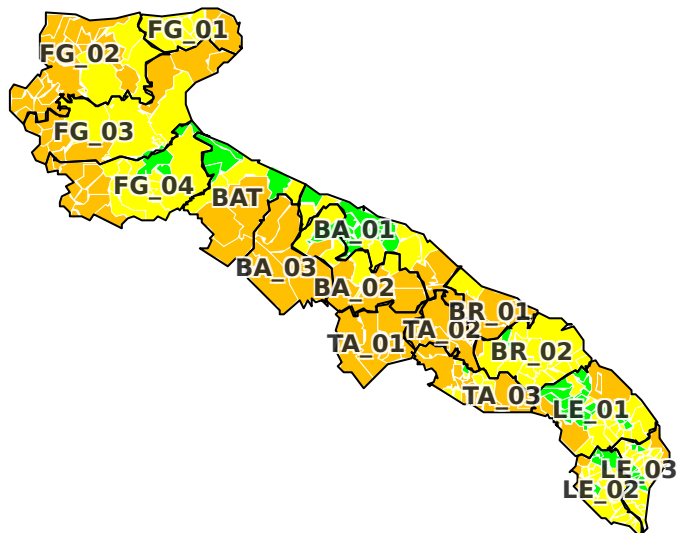 FG_01
FG_02
FG_03
FG_04
BAT
BA_01
BA_03
BA_02
BR_01
TA_02
TA_01
BR_02
TA_03
LE_01
LE_03
LE_02